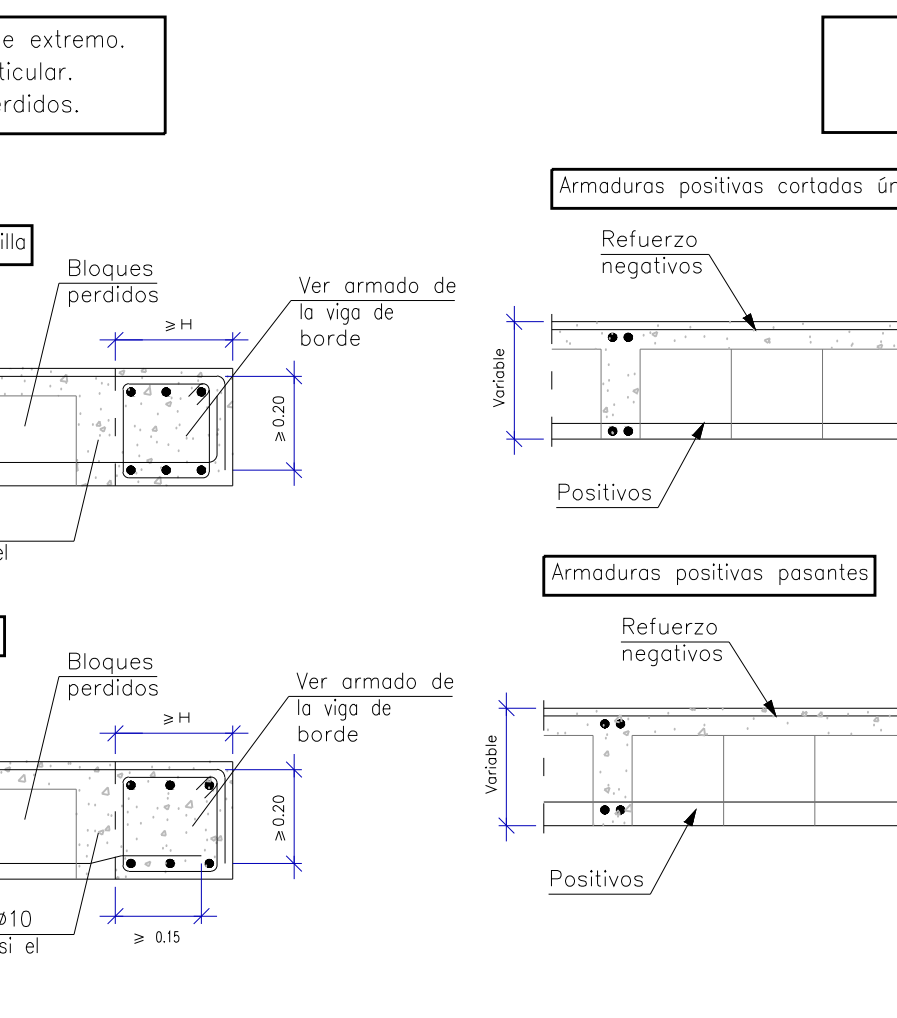 e extremo.
ticular.
erdidos.
illa
Bloques
perdidos
≥ H
Ver armado de
la viga de
borde
≥ 0.20
el
Bloques
perdidos
≥ H
Ver armado de
la viga de
borde
≥ 0.20
ø10
si el
≥ 0.15
Armaduras positivas cortadas ún
Refuerzo
negativos
Variable
Positivos
Armaduras positivas pasantes
Refuerzo
negativos
Variable
Positivos